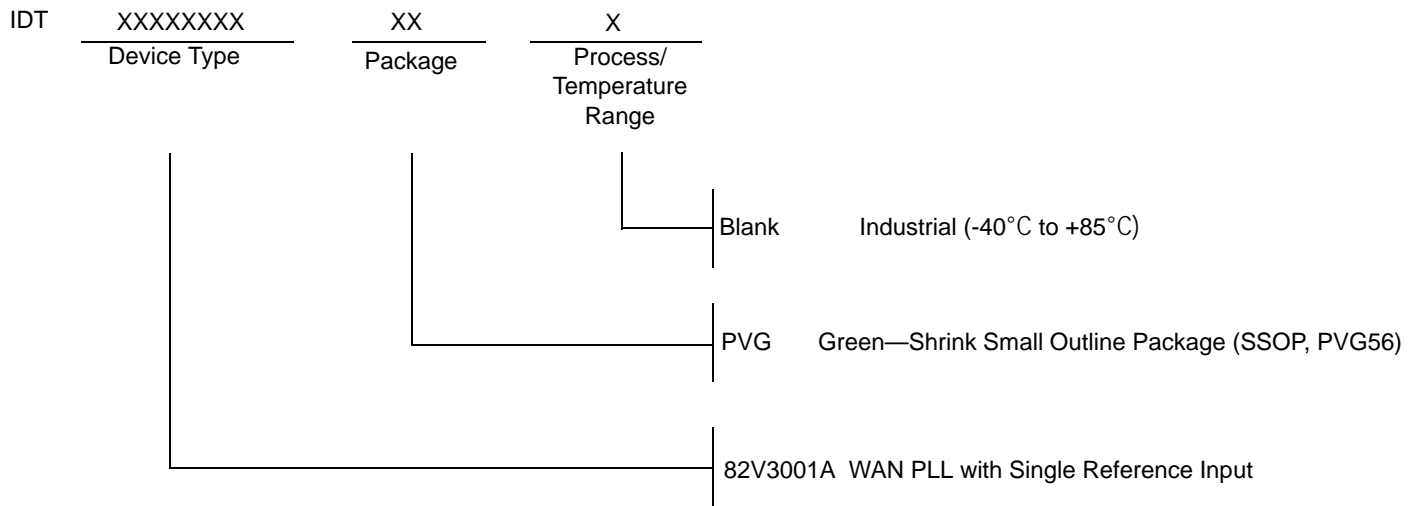 IDT XXXXXXXX XX X
Device Type Package Process/
Temperature
Range
Blank Industrial (-40°C to +85°C)
PVG Green—Shrink Small Outline Package (SSOP, PVG56)
82V3001A WAN PLL with Single Reference Input